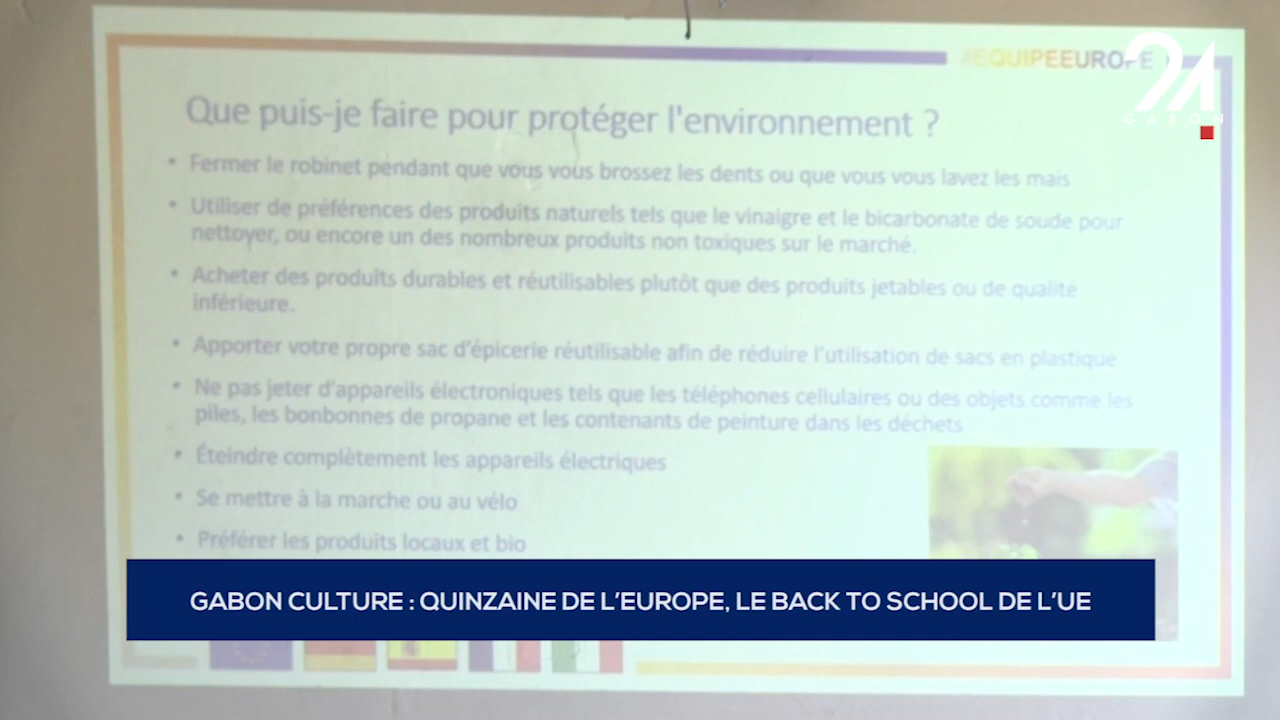 #EQUIPEEUROPE
24
GABON
Que puis-je faire pour protéger l'environnement ?
• Fermer le robinet pendant que vous vous brossez les dents ou que vous vous lavez les mais
• Utiliser de préférences des produits naturels tels que le vinaigre et le bicarbonate de soude pour
nettoyer, ou encore un des nombreux produits non toxiques sur le marché.
• Acheter des produits durables et réutilisables plutôt que des produits jetables ou de qualité
inférieure.
• Apporter votre propre sac d'épicerie réutilisable afin de réduire l'utilisation de sacs en plastique.
• Ne pas jeter d'appareils électroniques tels que les téléphones cellulaires ou des objets comme les
piles, les bonbonnes de propane et les contenants de peinture dans les déchets
• Éteindre complètement les appareils électriques
• Se mettre à la marche ou au vélo
• Préférer les produits locaux et bio
GABON CULTURE : QUINZAINE DE L'EUROPE, LE BACK TO SCHOOL DE L'UE